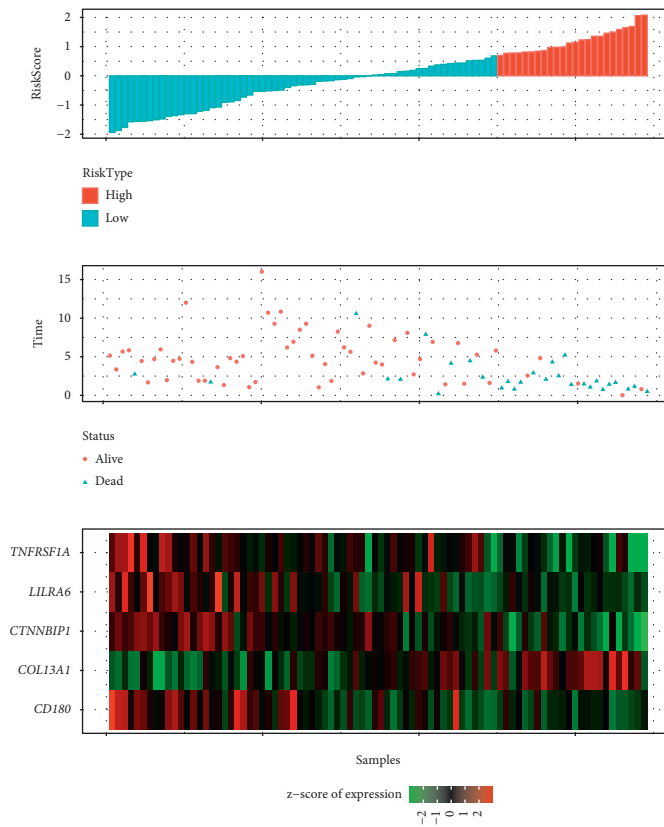 2
1
0
−1
−2
RiskScore
RiskType
High
Low
15
10
5
0
Time
Status
Alive
Dead
TNFRSF1A
LILRA6
CTNNBIP1
COL13A1
CD180
Samples
z-score of expression
−2 −1 0 1 2